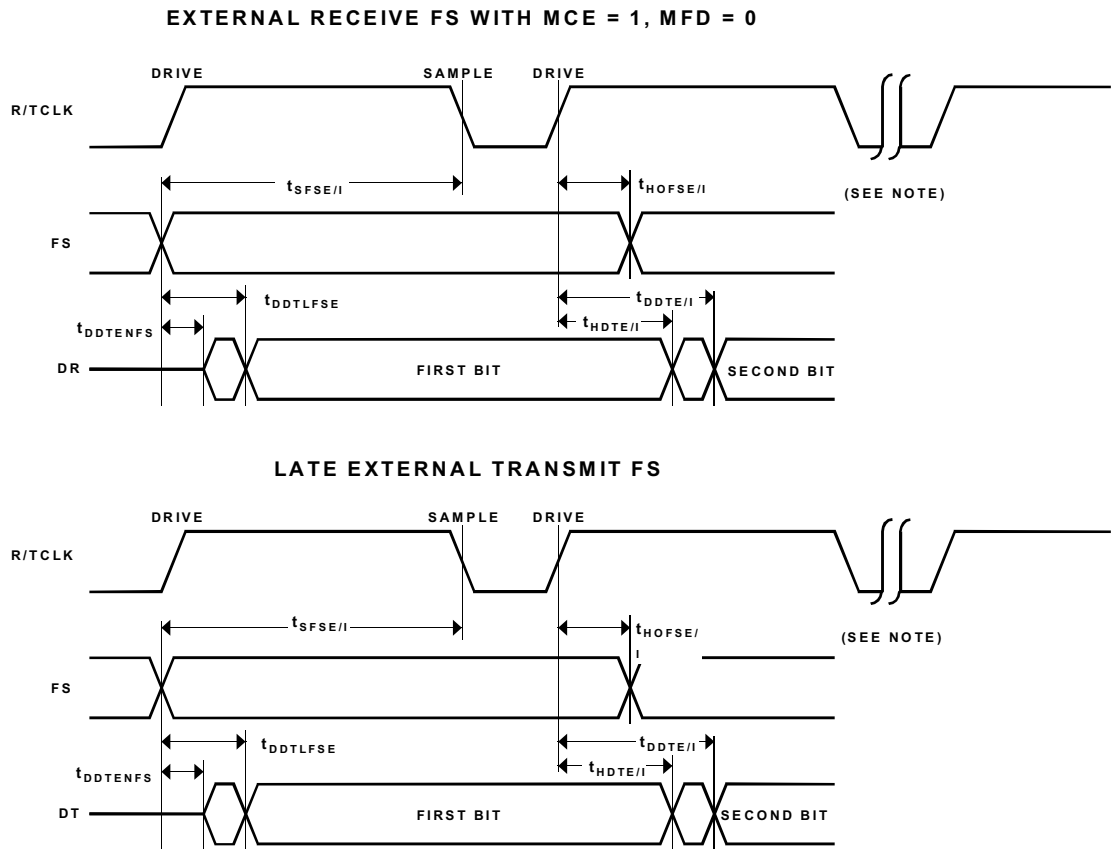 EXTERNAL RECEIVE FS WITH MCE = 1, MFD = 0
DRIVE SAMPLE DRIVE
R/TCLK
tSFSE/I tHOFSE/I
(SEE NOTE)
FS
tDDTLFSE tDDTE/I
tDDTENFS tHDTE/I
DR FIRST BIT SECOND BIT
LATE EXTERNAL TRANSMIT FS
DRIVE SAMPLE DRIVE
R/TCLK
tSFSE/I tHOFSE/
I
(SEE NOTE)
FS
tDDTLFSE tDDTE/I
tDDTENFS tHDTE/I
DT FIRST BIT SECOND BIT